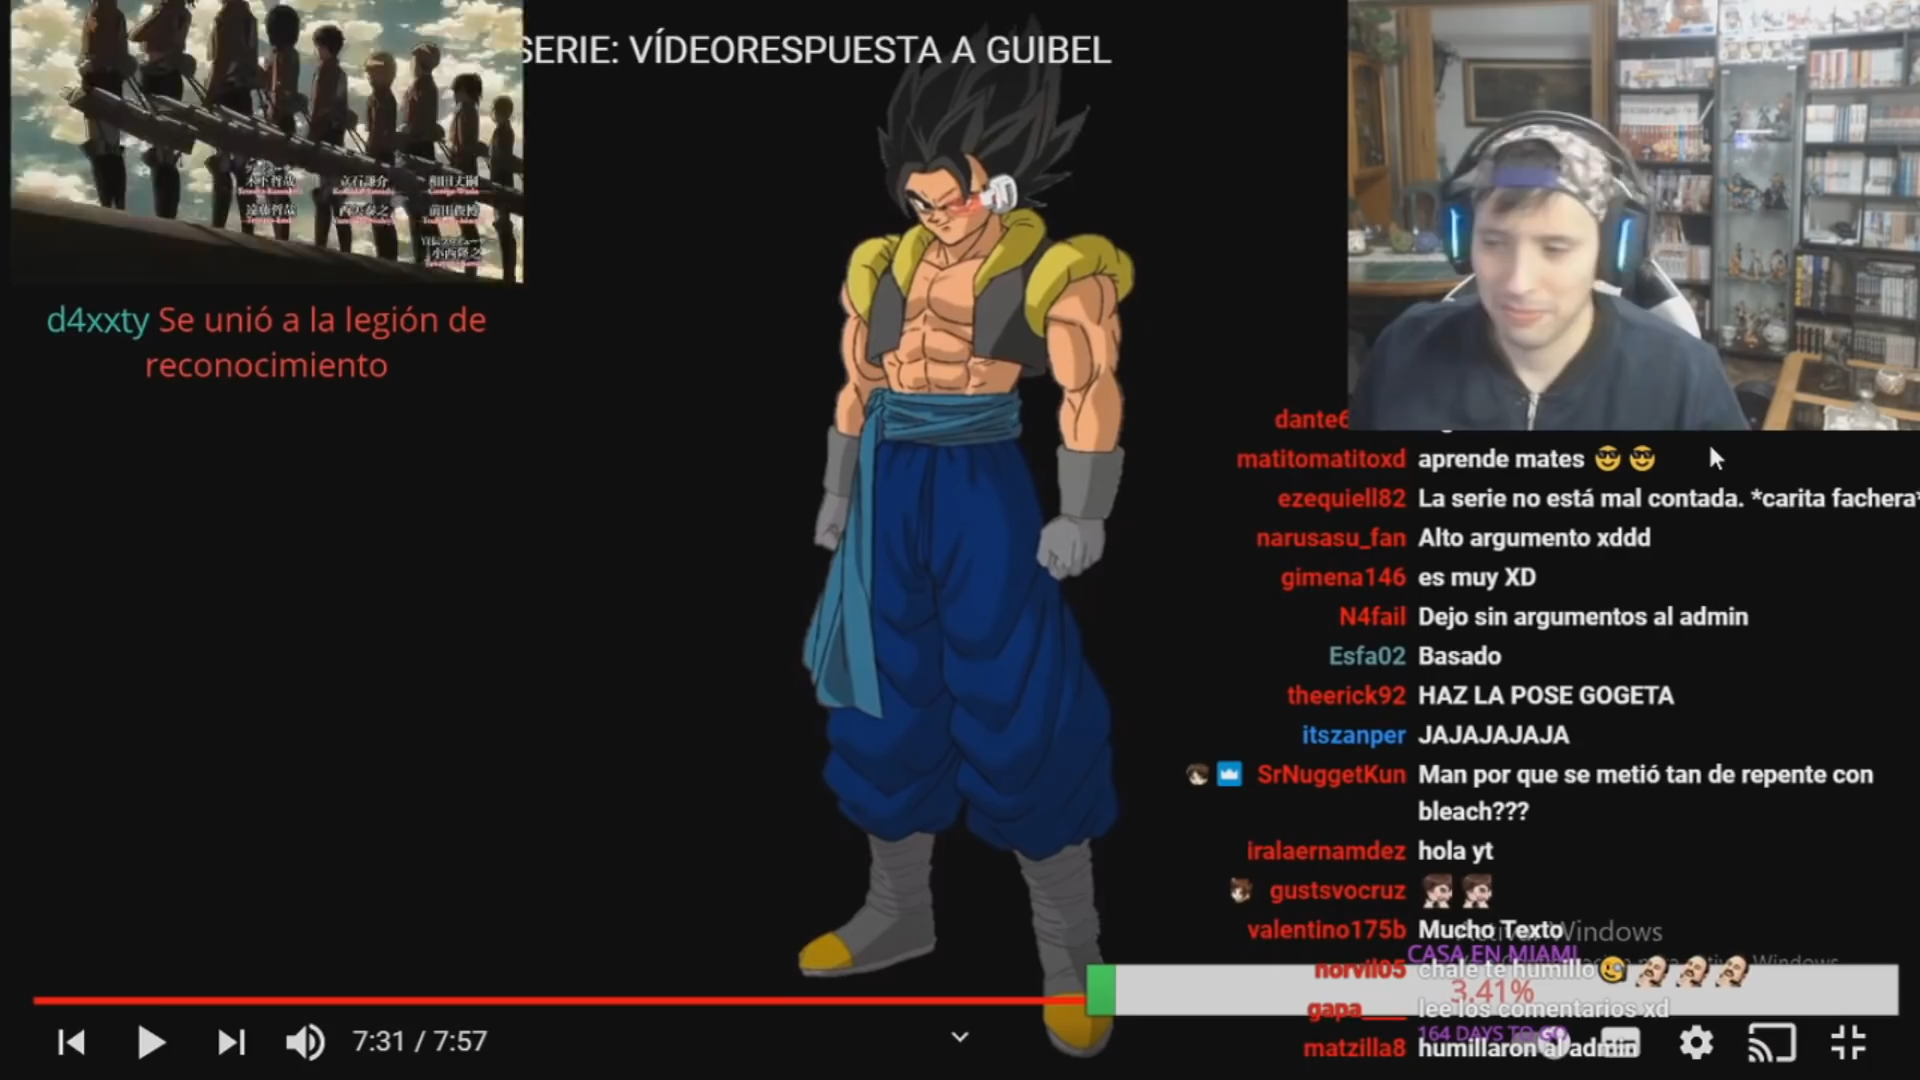 SERIE: VÍDEORESPUESTA A GUIBEL
d4xxty Se unió a la legión de
reconocimiento
matitomatitoxd aprende mates 😎 😎
ezequiell82 La serie no está mal contada. *carita fachera*
narusasu_fan Alto argumento xddd
gimena146 es muy XD
N4fail Dejo sin argumentos al admin
Esfa02 Basado
theerick92 HAZ LA POSE GOGETA
itszanper JAJAJAJAJA
SrNuggetKun Man por que se metió tan de repente con
bleach???
iralaernamdez hola yt
gustsvocruz
valentino175b Mucho Texto
Windows
CASA EN MIAMI
norvil05 chale te humillo
3.41%
gapa____ lee los comentarios xd
164 DAYS TO GO
matzilla8 humillaron al admin
7:31 / 7:57